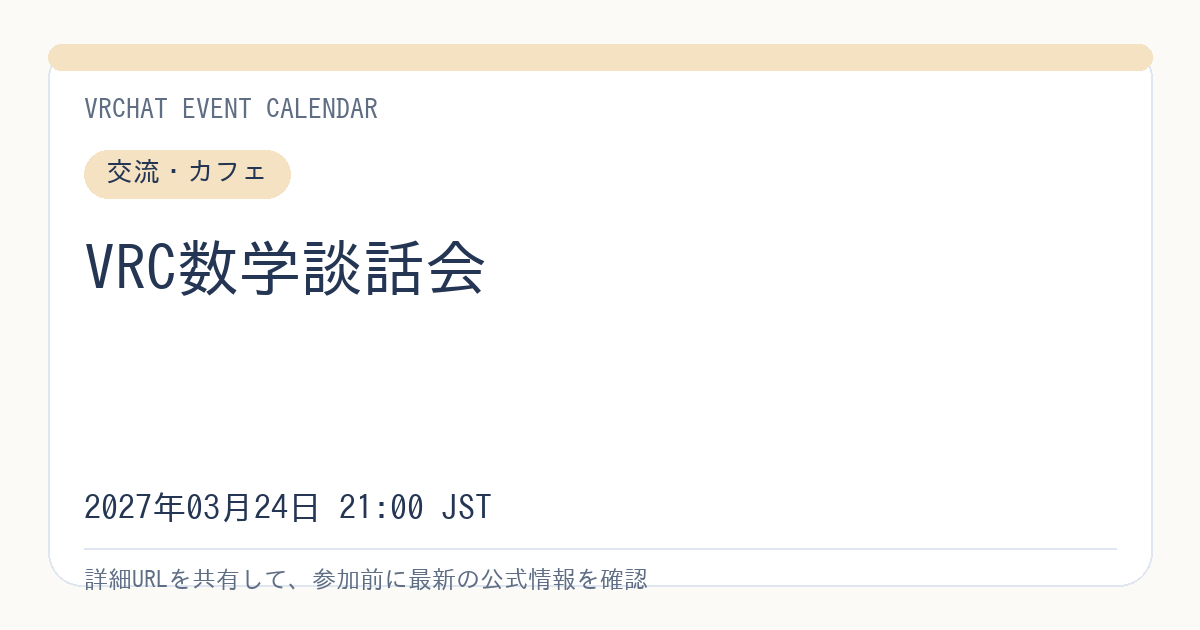 VRCHAT EVENT CALENDAR
交流・カフェ
VRC数学談話会
2027年03月24日 21:00 JST
詳細URLを共有して、参加前に最新の公式情報を確認